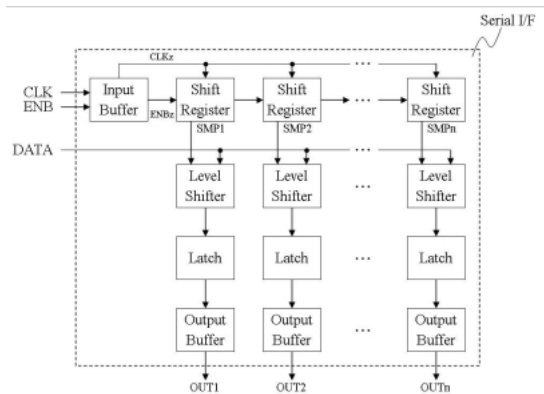 Serial I/F
CLKz
CLK
ENB
Input
Buffer
ENBz
Shift
Register
Shift
Register
...
Shift
Register
SMP1
SMP2
SMPn
DATA
Level
Shifter
Level
Shifter
...
Level
Shifter
Latch
Latch
...
Latch
Output
Buffer
Output
Buffer
...
Output
Buffer
OUT1
OUT2
OUTn